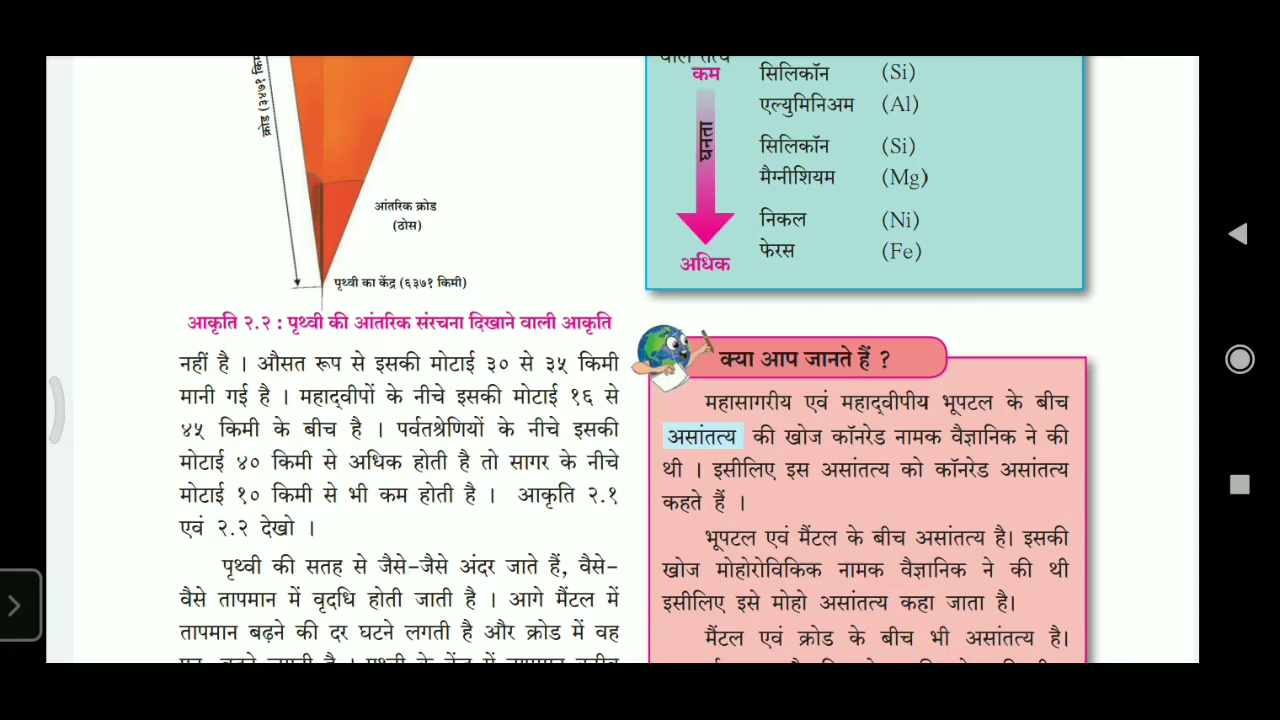 क्रोड (३४७१ किमी
आंतरिक क्रोड
(ठोस)
पृथ्वी का केंद्र (६३७१ किमी)
आकृति २.२ : पृथ्वी की आंतरिक संरचना दिखाने वाली आकृति
नहीं है । औसत रूप से इसकी मोटाई ३० से ३५ किमी
मानी गई है । महाद्वीपों के नीचे इसकी मोटाई १६ से
४५ किमी के बीच है । पर्वतश्रेणियों के नीचे इसकी
मोटाई ४० किमी से अधिक होती है तो सागर के नीचे
मोटाई १० किमी से भी कम होती है । आकृति २.१
एवं २.२ देखो ।
पृथ्वी की सतह से जैसे-जैसे अंदर जाते हैं, वैसे-
वैसे तापमान में वृद्धि होती जाती है । आगे मैंटल में
तापमान बढ़ने की दर घटने लगती है और क्रोड में वह
कम सिलिकॉन (Si)
एल्युमिनिअम (Al)
घनता
सिलिकॉन (Si)
मैग्नीशियम (Mg)
निकल (Ni)
फेरस (Fe)
अधिक
क्या आप जानते हैं ?
महासागरीय एवं महाद्वीपीय भूपटल के बीच
असांतत्य की खोज कॉनरेड नामक वैज्ञानिक ने की
थी । इसीलिए इस असांतत्य को कॉनरेड असांतत्य
कहते हैं ।
भूपटल एवं मैंटल के बीच असांतत्य है। इसकी
खोज मोहोरोविकिक नामक वैज्ञानिक ने की थी
इसीलिए इसे मोहो असांतत्य कहा जाता है।
मैंटल एवं क्रोड के बीच भी असांतत्य है।